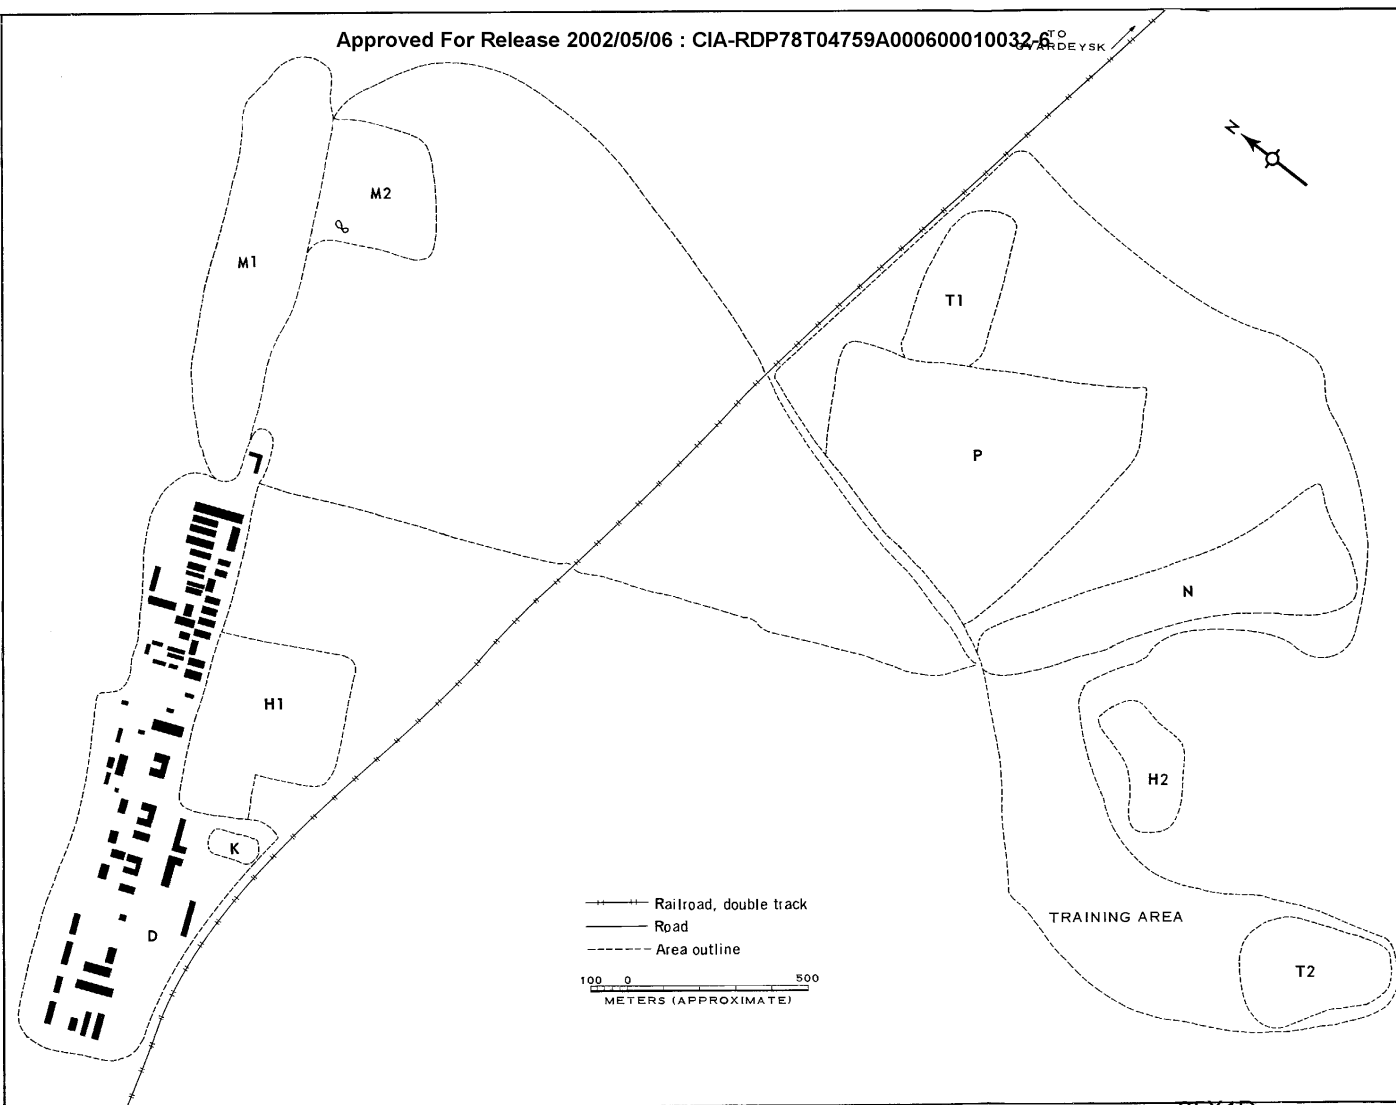 Approved For Release 2002/05/06 : CIA-RDP78T04759A000600010032-6
TO
GVARDEYSK
N
M2
M1
T1
P
N
H1
H2
K
D
Railroad, double track
Road
Area outline
100 0 500
METERS (APPROXIMATE)
TRAINING AREA
T2